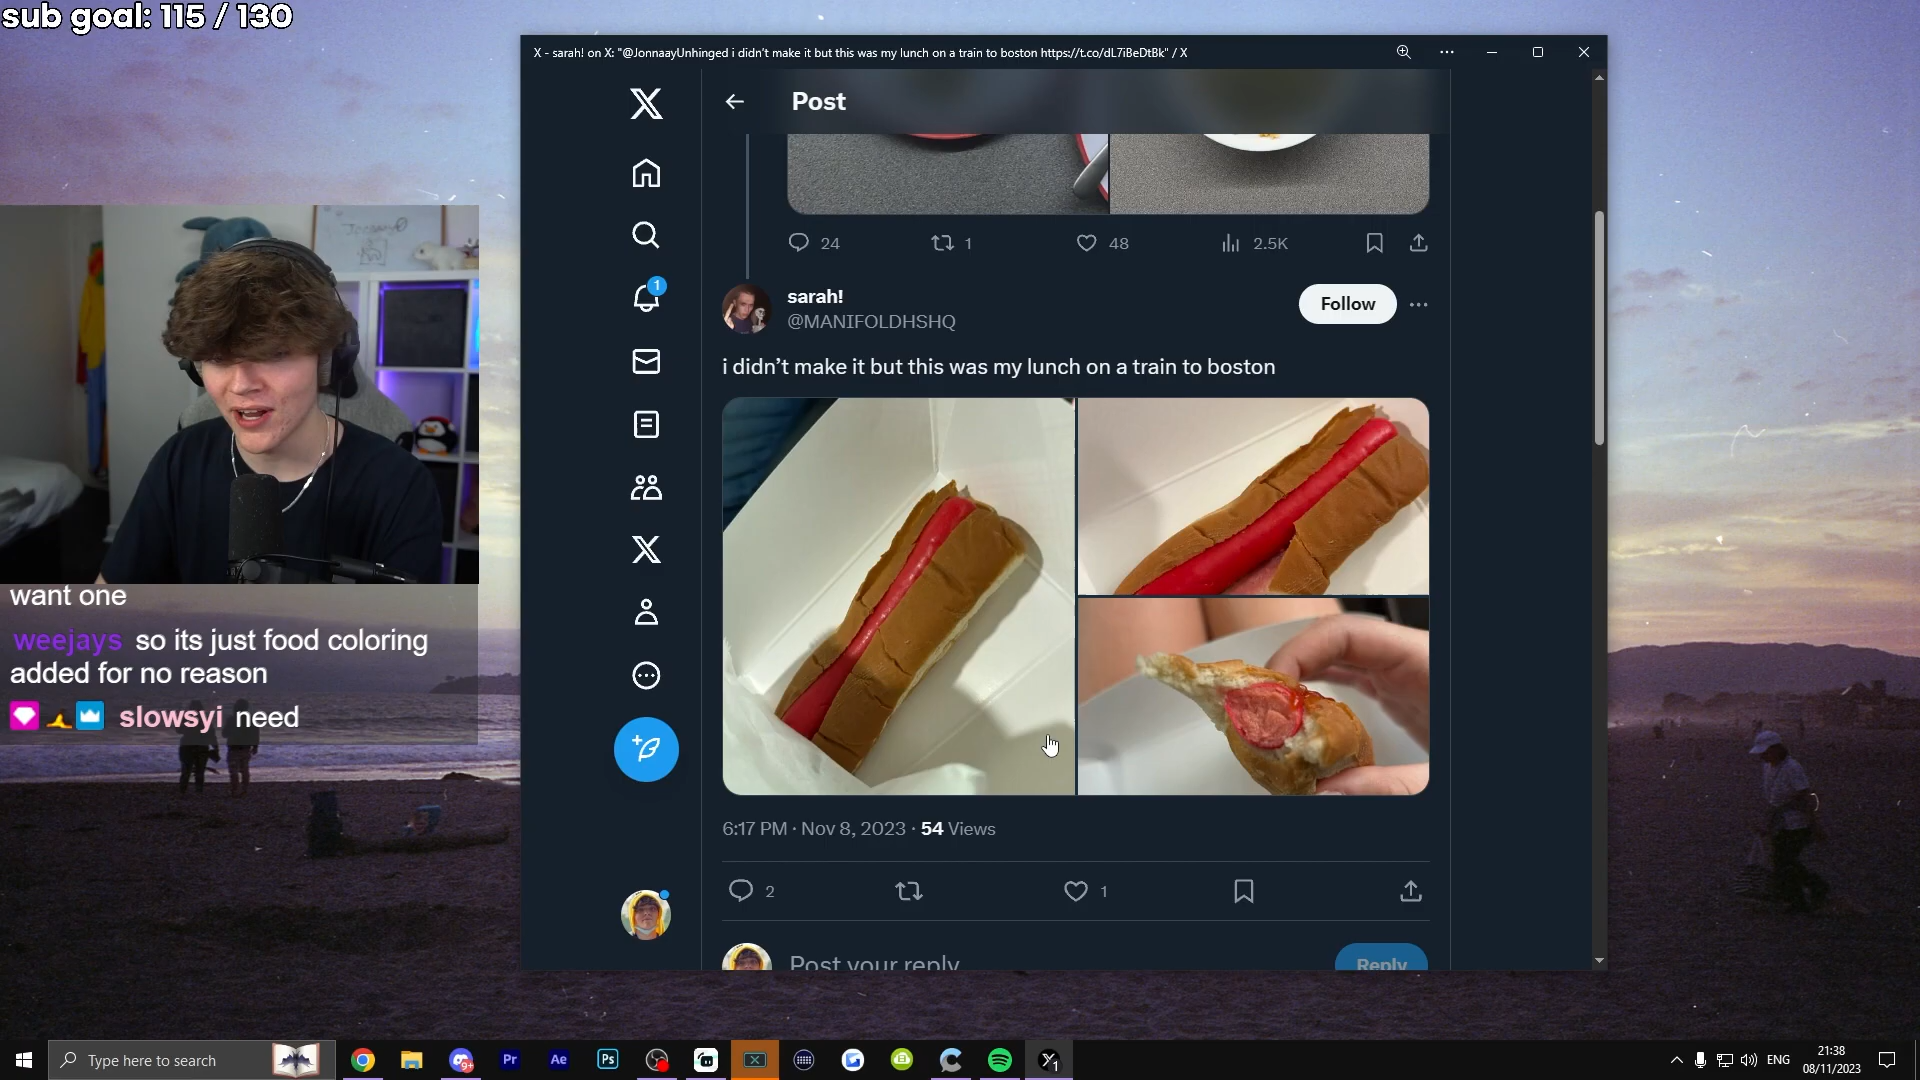 sub goal: 115 / 130
X - sarah! on X: "@JonnaayUnhinged i didn't make it but this was my lunch on a train to boston https://t.co/dL7iBeDtBk" / X
Post
24
1
48
2.5K
1
sarah!
@MANIFOLDHSHQ
Follow
i didn't make it but this was my lunch on a train to boston
want one
weejays so its just food coloring
added for no reason
slowsyi need
6:17 PM · Nov 8, 2023 · 54 Views
2
1
Post your reply
Reply
Type here to search
9+
Pr
Ae
Ps
1
ENG
21:38
08/11/2023